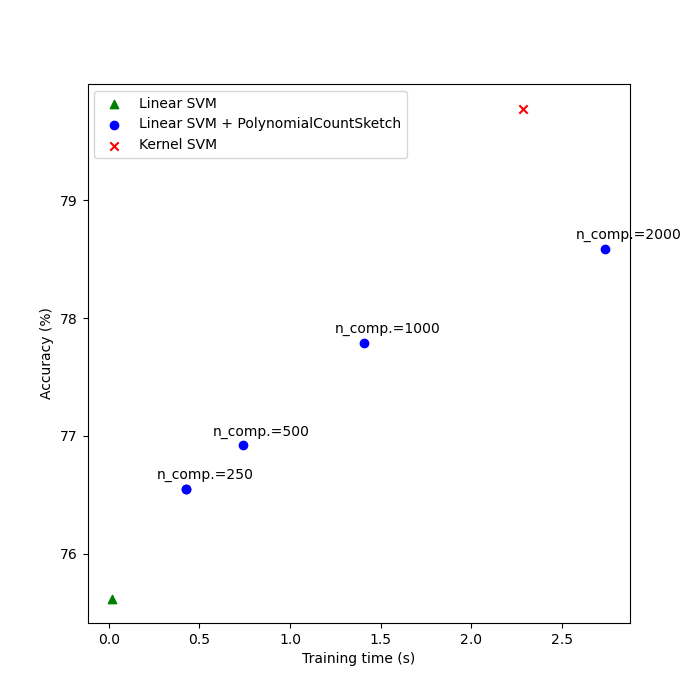 Linear SVM
Linear SVM + PolynomialCountSketch
Kernel SVM
79
n_comp.=2000
78
n_comp.=1000
77
n_comp.=500
n_comp.=250
76
0.0 0.5 1.0 1.5 2.0 2.5
Training time (s)
Accuracy (%)